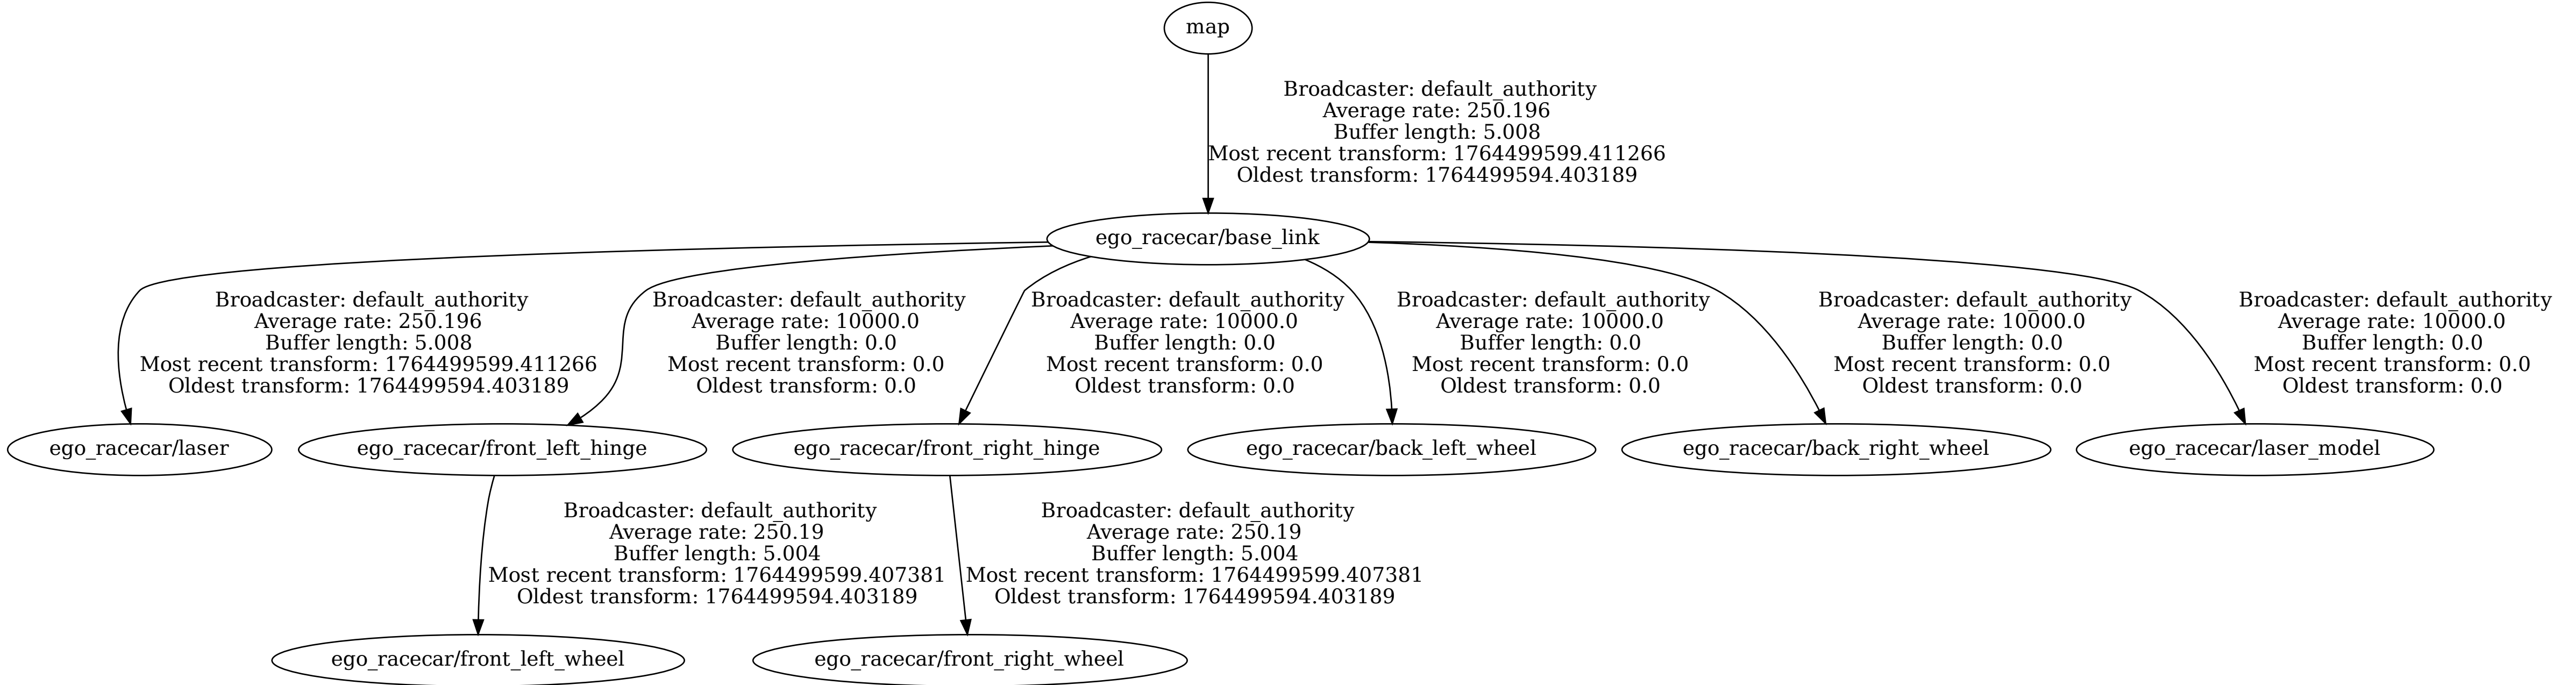 map
Broadcaster: default_authority
Average rate: 250.196
Buffer length: 5.008
Most recent transform: 1764499599.411266
Oldest transform: 1764499594.403189
ego_racecar/base_link
Broadcaster: default_authority
Average rate: 250.196
Buffer length: 5.008
Most recent transform: 1764499599.411266
Oldest transform: 1764499594.403189
Broadcaster: default_authority
Average rate: 10000.0
Buffer length: 0.0
Most recent transform: 0.0
Oldest transform: 0.0
Broadcaster: default_authority
Average rate: 10000.0
Buffer length: 0.0
Most recent transform: 0.0
Oldest transform: 0.0
Broadcaster: default_authority
Average rate: 10000.0
Buffer length: 0.0
Most recent transform: 0.0
Oldest transform: 0.0
Broadcaster: default_authority
Average rate: 10000.0
Buffer length: 0.0
Most recent transform: 0.0
Oldest transform: 0.0
Broadcaster: default_authority
Average rate: 10000.0
Buffer length: 0.0
Most recent transform: 0.0
Oldest transform: 0.0
ego_racecar/laser
ego_racecar/front_left_hinge
ego_racecar/front_right_hinge
ego_racecar/back_left_wheel
ego_racecar/back_right_wheel
ego_racecar/laser_model
Broadcaster: default_authority
Average rate: 250.19
Buffer length: 5.004
Most recent transform: 1764499599.407381
Oldest transform: 1764499594.403189
Broadcaster: default_authority
Average rate: 250.19
Buffer length: 5.004
Most recent transform: 1764499599.407381
Oldest transform: 1764499594.403189
ego_racecar/front_left_wheel
ego_racecar/front_right_wheel